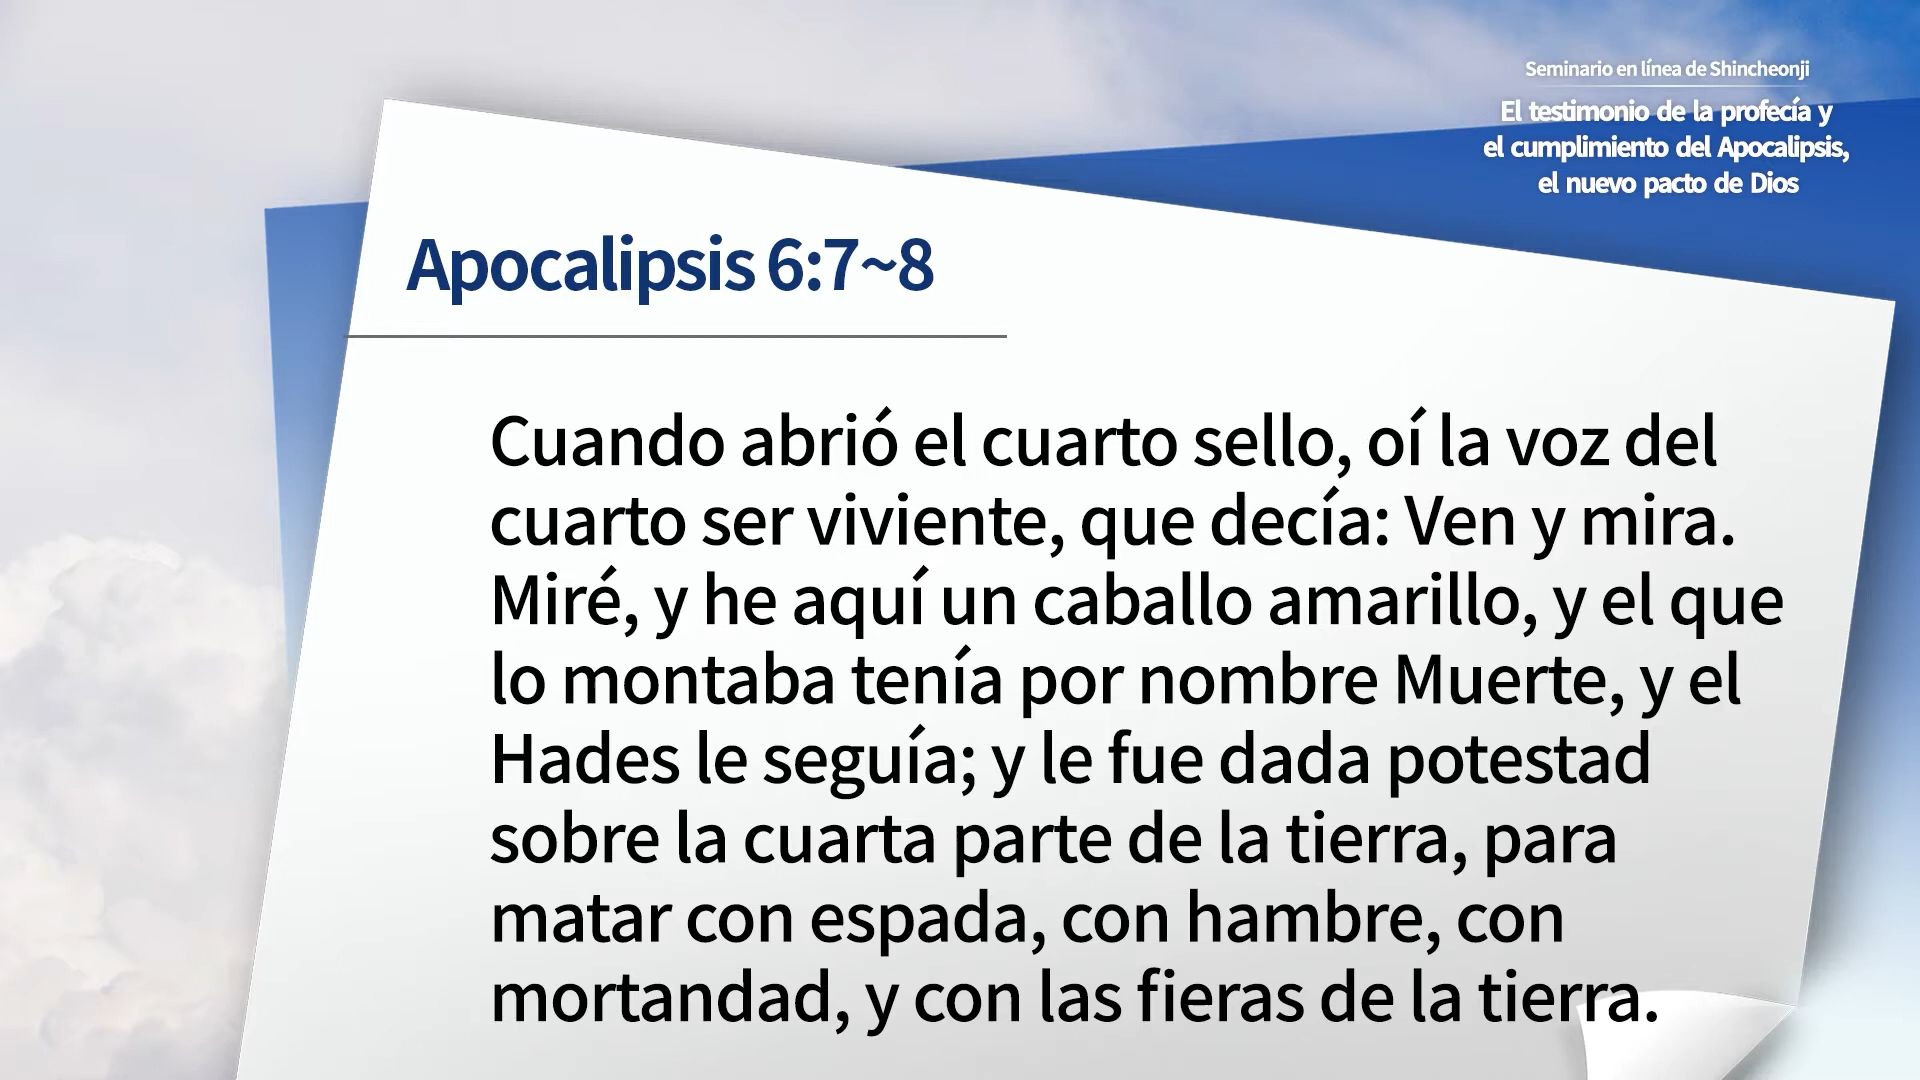 Seminario en línea de Shincheonji
El testimonio de la profecía y
el cumplimiento del Apocalipsis,
el nuevo pacto de Dios
Apocalipsis 6:7~8
Cuando abrió el cuarto sello, oí la voz del
cuarto ser viviente, que decía: Ven y mira.
Miré, y he aquí un caballo amarillo, y el que
lo montaba tenía por nombre Muerte, y el
Hades le seguía; y le fue dada potestad
sobre la cuarta parte de la tierra, para
matar con espada, con hambre, con
mortandad, y con las fieras de la tierra.